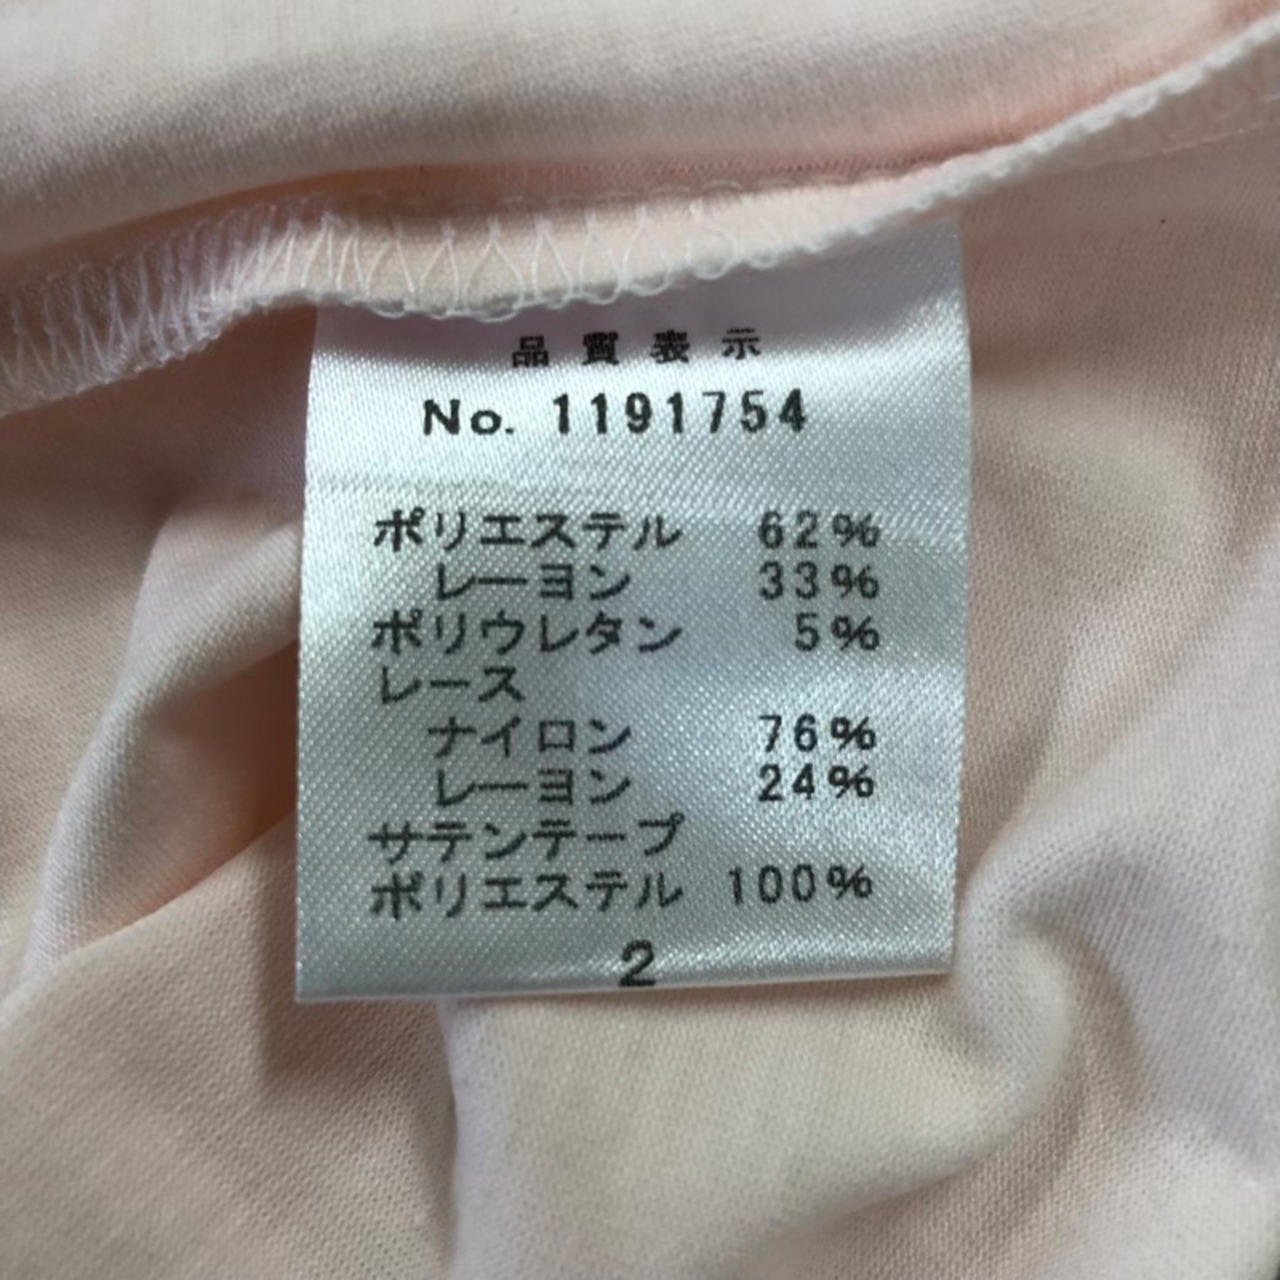 品質表示
No. 1191754
ポリエステル 62%
レーヨン 33%
ポリウレタン 5%
レース
ナイロン 76%
レーヨン 24%
サテンテープ
ポリエステル 100%
2